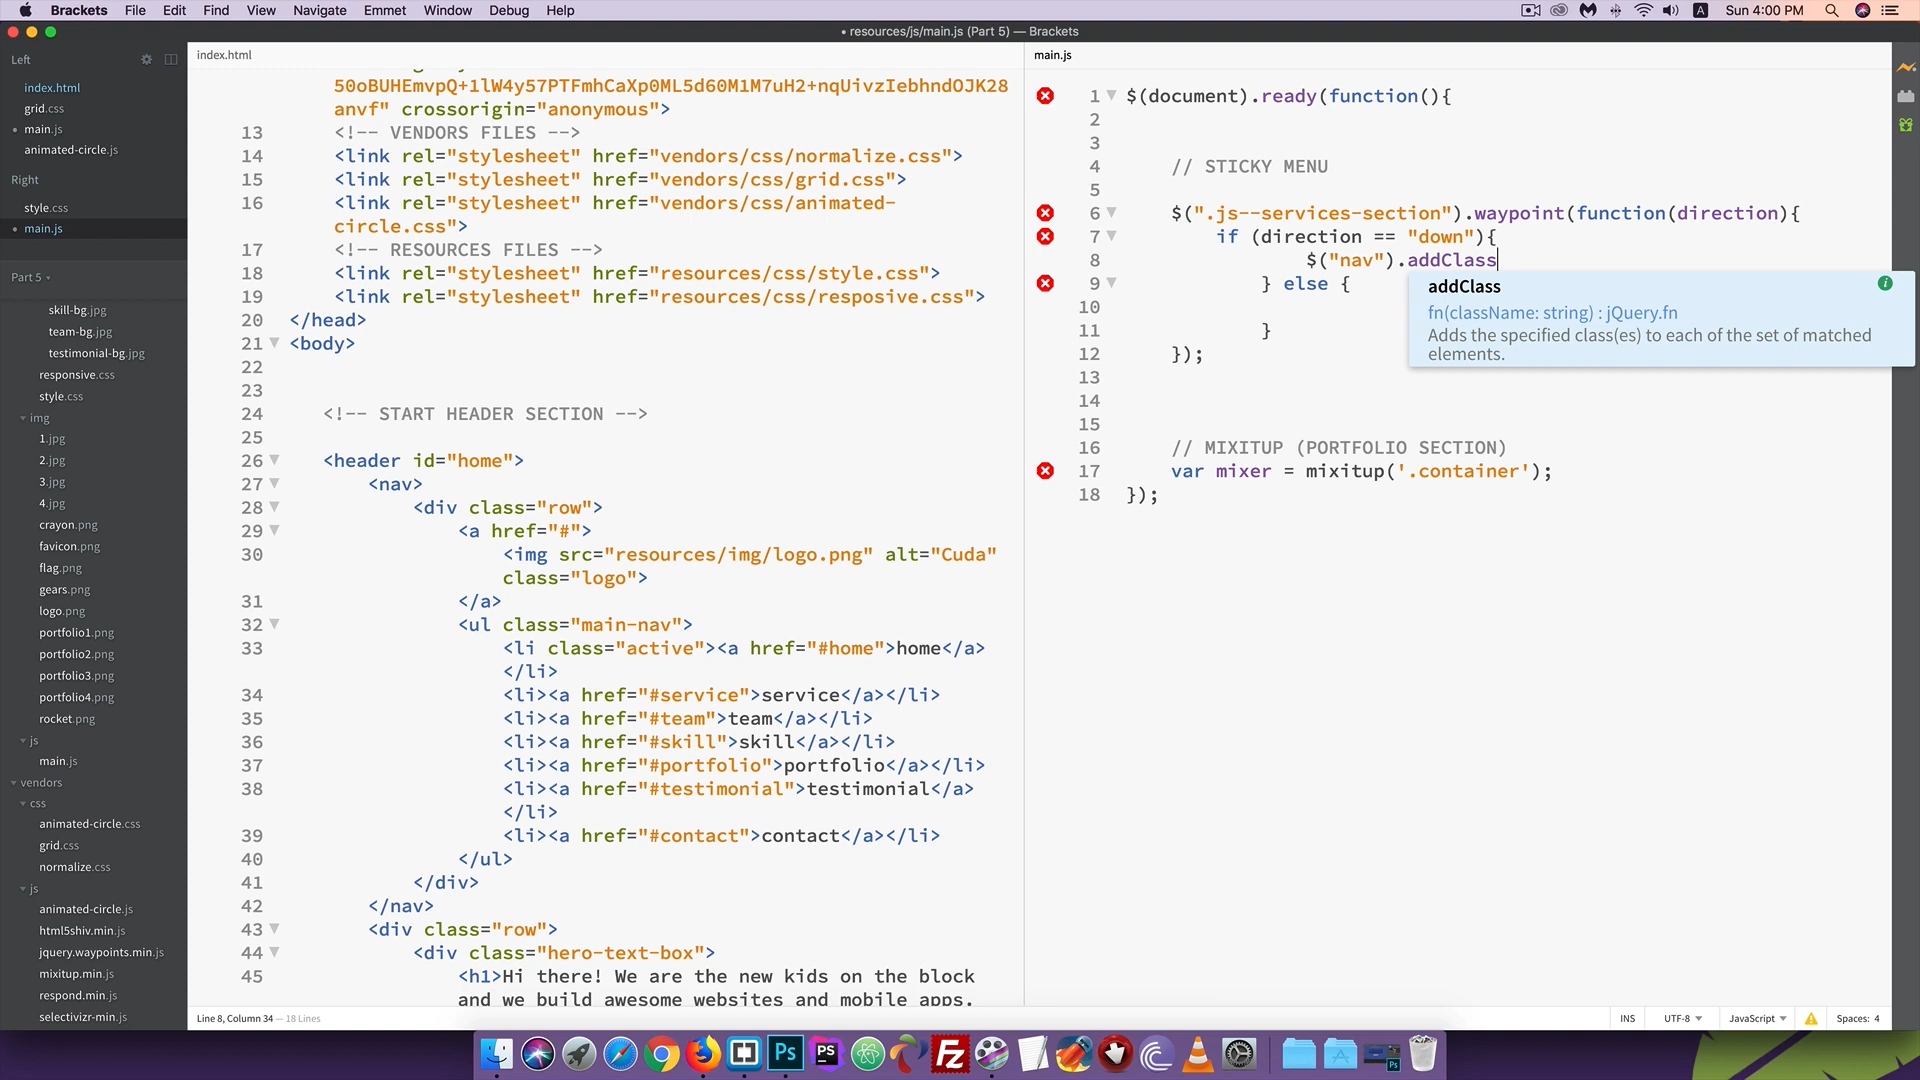 Brackets File Edit Find View Navigate Emmet Window Debug Help
A Sun 4:00 PM
• resources/js/main.js (Part 5) — Brackets
Left
index.html
grid.css
• main.js
animated-circle.js
Right
style.css
• main.js
Part 5
skill-bg.jpg
team-bg.jpg
testimonial-bg.jpg
responsive.css
style.css
img
1.jpg
2.jpg
3.jpg
4.jpg
crayon.png
favicon.png
flag.png
gears.png
logo.png
portfolio1.png
portfolio2.png
portfolio3.png
portfolio4.png
rocket.png
js
main.js
vendors
css
animated-circle.css
grid.css
normalize.css
js
animated-circle.js
html5shiv.min.js
jquery.waypoints.min.js
mixitup.min.js
respond.min.js
selectivizr-min.js
index.html
50oBUHEmvpQ+1lW4y57PTFmhCaXp0ML5d60M1M7uH2+nqUivzIebhndOJK28
anvf" crossorigin="anonymous">
13 <!-- VENDORS FILES -->
14 <link rel="stylesheet" href="vendors/css/normalize.css">
15 <link rel="stylesheet" href="vendors/css/grid.css">
16 <link rel="stylesheet" href="vendors/css/animated-
circle.css">
17 <!-- RESOURCES FILES -->
18 <link rel="stylesheet" href="resources/css/style.css">
19 <link rel="stylesheet" href="resources/css/resposive.css">
20 </head>
21 <body>
22
23
24 <!-- START HEADER SECTION -->
25
26 <header id="home">
27 <nav>
28 <div class="row">
29 <a href="#">
30 <img src="resources/img/logo.png" alt="Cuda"
class="logo">
31 </a>
32 <ul class="main-nav">
33 <li class="active"><a href="#home">home</a>
</li>
34 <li><a href="#service">service</a></li>
35 <li><a href="#team">team</a></li>
36 <li><a href="#skill">skill</a></li>
37 <li><a href="#portfolio">portfolio</a></li>
38 <li><a href="#testimonial">testimonial</a>
</li>
39 <li><a href="#contact">contact</a></li>
40 </ul>
41 </div>
42 </nav>
43 <div class="row">
44 <div class="hero-text-box">
45 <h1>Hi there! We are the new kids on the block
and we build awesome websites and mobile apps.
main.js
1 $(document).ready(function(){
2
3
4 // STICKY MENU
5
6 $(".js--services-section").waypoint(function(direction){
7 if (direction == "down"){
8 $("nav").addClass
9 } else {
10
11 }
12 });
13
14
15
16 // MIXITUP (PORTFOLIO SECTION)
17 var mixer = mixitup('.container');
18 });
addClass
fn(className: string) : jQuery.fn
Adds the specified class(es) to each of the set of matched
elements.
Line 8, Column 34 — 18 Lines
INS UTF-8 JavaScript Spaces: 4
Ps PS Fz Ps